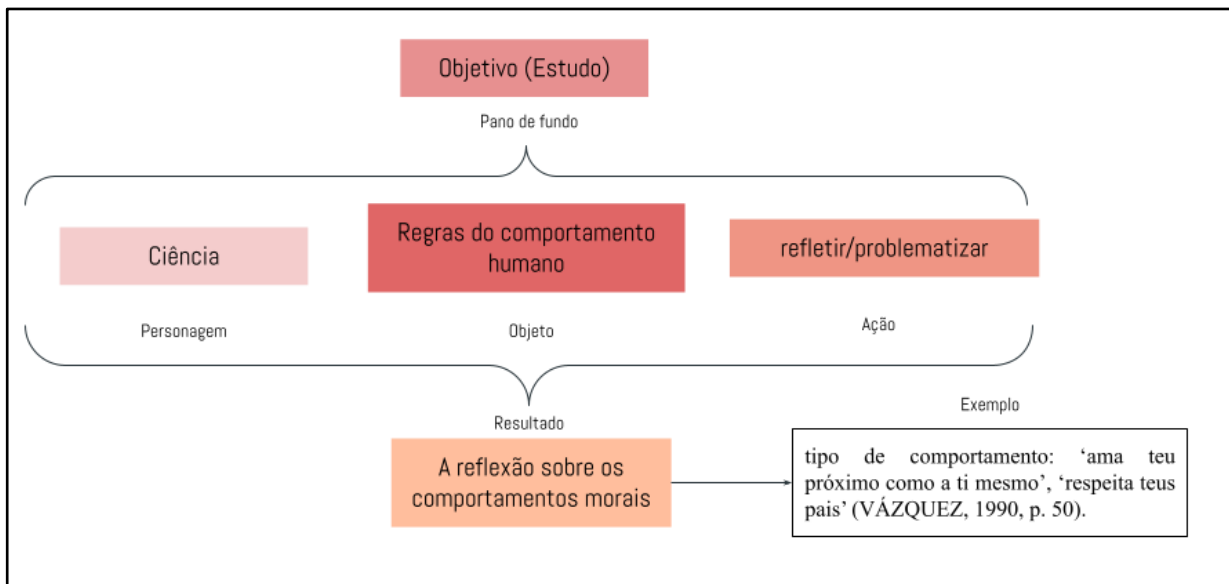 Objetivo (Estudo)
Pano de fundo
Ciência
Regras do comportamento
humano
refletir/problematizar
Personagem
Objeto
Ação
Resultado
Exemplo
A reflexão sobre os
comportamentos morais
tipo de comportamento: ‘ama teu
próximo como a ti mesmo’, ‘respeita teus
pais’ (VÁZQUEZ, 1990, p. 50).